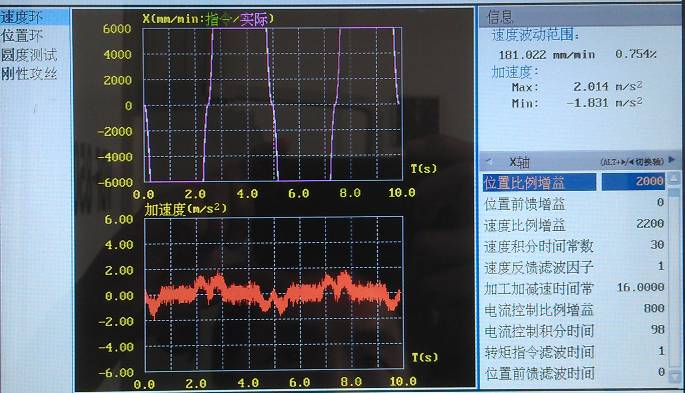 速度环
位置环
圆度测试
刚性攻丝
X(mm/min:指令/实际)
6000
4000
2000
0
-2000
-4000
-6000
T(s)
0.0 2.0 4.0 6.0 8.0 10.0
加速度(m/s²)
6.00
4.00
2.00
0.00
-2.00
-4.00
-6.00
T(s)
0.0 2.0 4.0 6.0 8.0 10.0
信息
速度波动范围:
181.022 mm/min 0.754%
加速度:
Max: 2.014 m/s²
Min: -1.831 m/s²
X轴 (ALT+▶/◀切换轴)
位置比例增益 2000
位置前馈增益 0
速度比例增益 2200
速度积分时间常数 30
速度反馈滤波因子 1
加工加减速时间常 16.0000
电流控制比例增益 800
电流控制积分时间 98
转矩指令滤波时间 1
位置前馈滤波时间 0